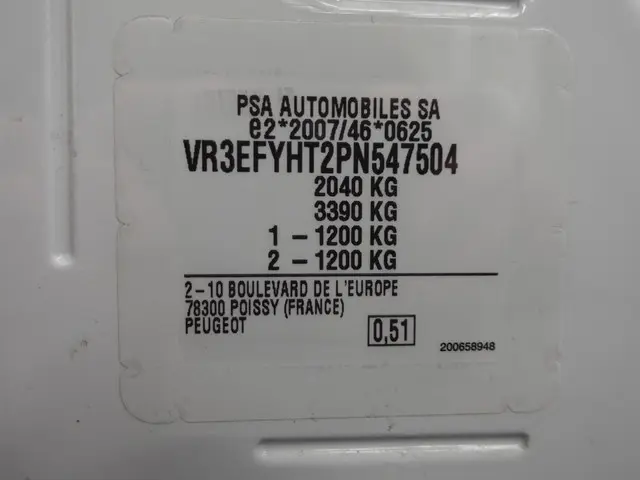 PSA AUTOMOBILES SA
e2*2007/46*0625
VR3EFYHT2PN547504
2040 KG
3390 KG
1 - 1200 KG
2 - 1200 KG
2-10 BOULEVARD DE L'EUROPE
78300 POISSY (FRANCE)
PEUGEOT
0,51
200658948